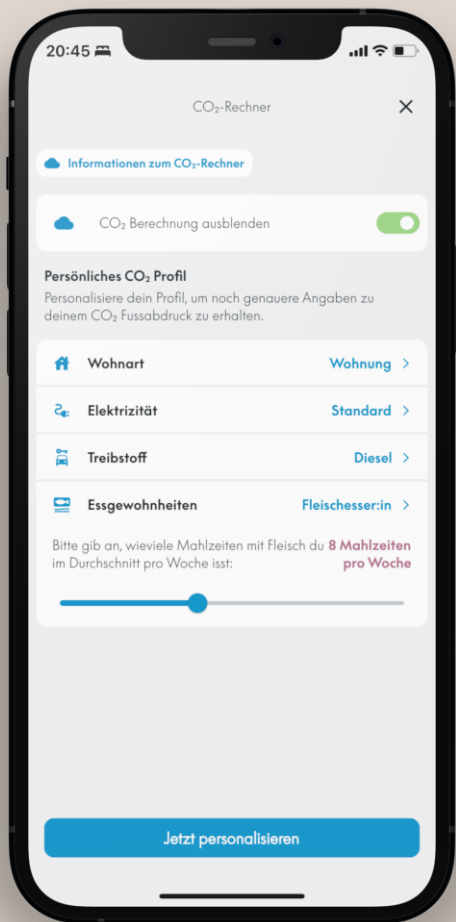 20:45
CO₂-Rechner
Informationen zum CO₂-Rechner
CO₂ Berechnung ausblenden
Persönliches CO₂ Profil
Personalisiere dein Profil, um noch genauere Angaben zu
deinem CO₂ Fussabdruck zu erhalten.
Wohnart Wohnung >
Elektrizität Standard >
Treibstoff Diesel >
Essgewohnheiten Fleischesser:in >
Bitte gib an, wieviele Mahlzeiten mit Fleisch du 8 Mahlzeiten
im Durchschnitt pro Woche isst: pro Woche
Jetzt personalisieren